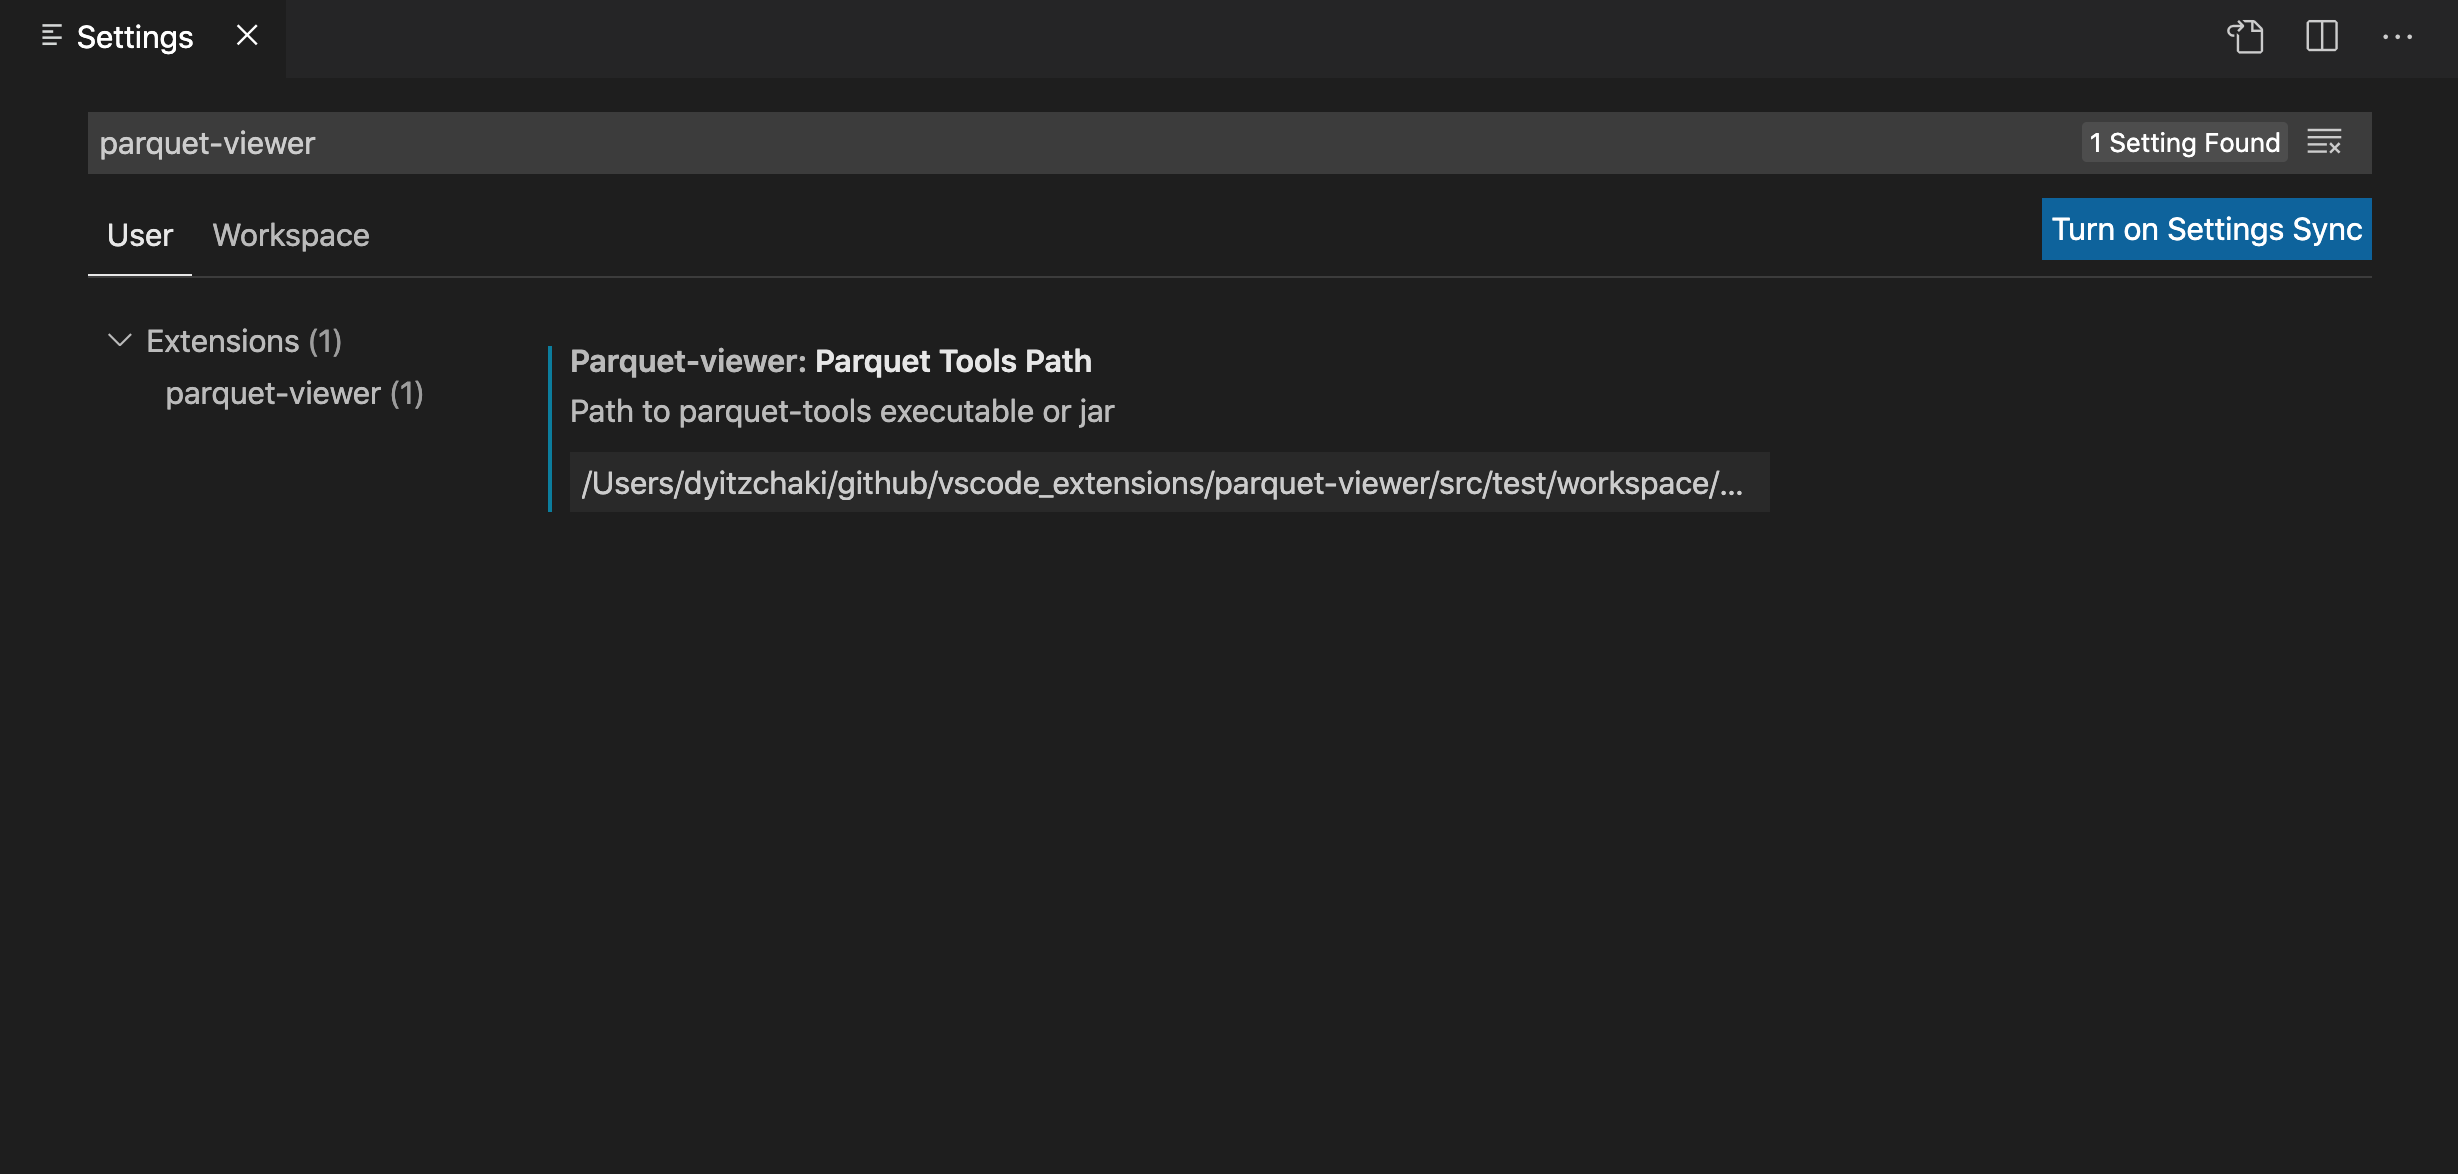 Settings
parquet-viewer
1 Setting Found
User Workspace
Turn on Settings Sync
Extensions (1)
parquet-viewer (1)
Parquet-viewer: Parquet Tools Path
Path to parquet-tools executable or jar
/Users/dyitzchaki/github/vscode_extensions/parquet-viewer/src/test/workspace/...